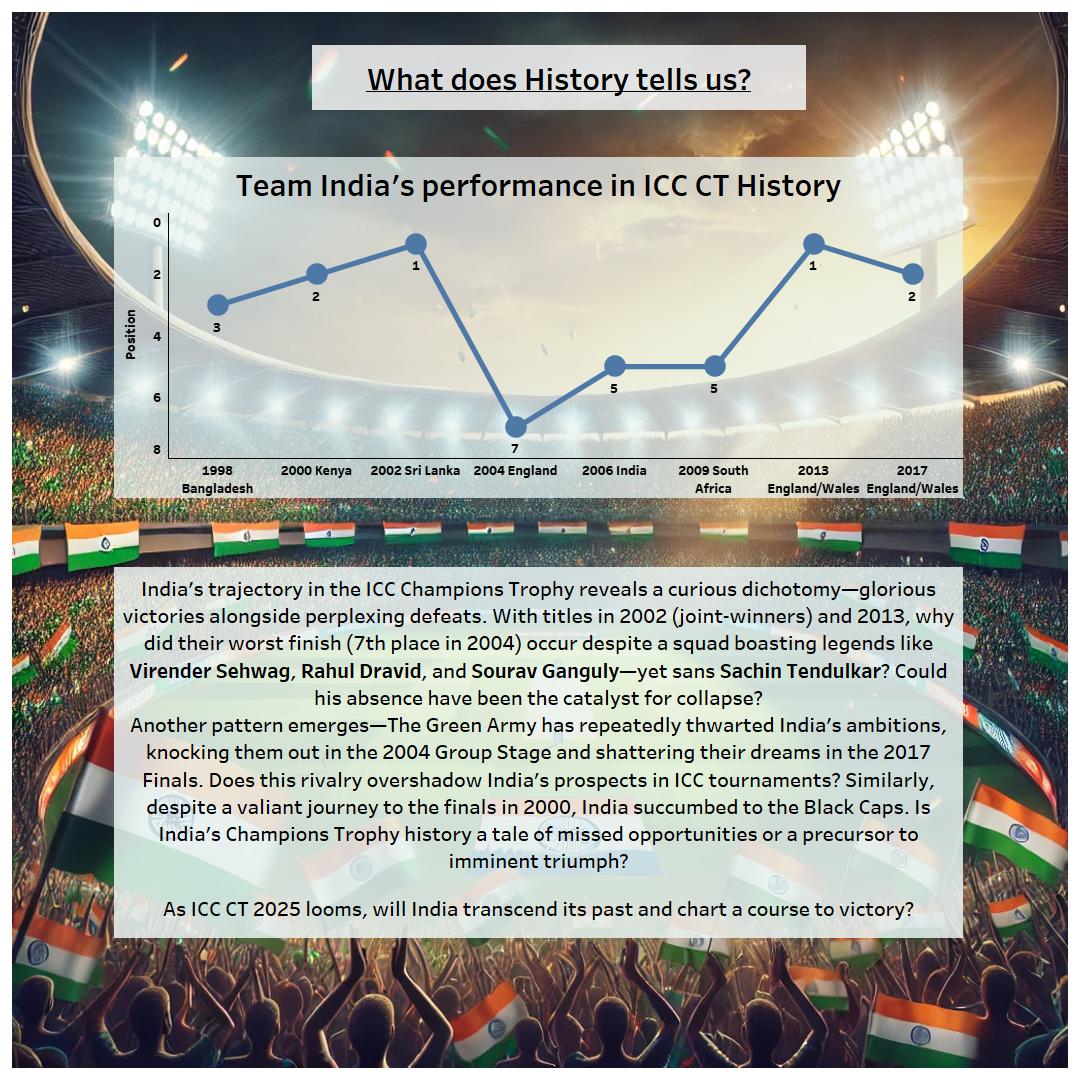 What does History tells us?
Team India's performance in ICC CT History
Position
0
2
4
6
8
3
2
1
7
5
5
1
2
1998 Bangladesh
2000 Kenya
2002 Sri Lanka
2004 England
2006 India
2009 South Africa
2013 England/Wales
2017 England/Wales
India's trajectory in the ICC Champions Trophy reveals a curious dichotomy—glorious
victories alongside perplexing defeats. With titles in 2002 (joint-winners) and 2013, why
did their worst finish (7th place in 2004) occur despite a squad boasting legends like
Virender Sehwag, Rahul Dravid, and Sourav Ganguly—yet sans Sachin Tendulkar? Could
his absence have been the catalyst for collapse?
Another pattern emerges—The Green Army has repeatedly thwarted India's ambitions,
knocking them out in the 2004 Group Stage and shattering their dreams in the 2017
Finals. Does this rivalry overshadow India's prospects in ICC tournaments? Similarly,
despite a valiant journey to the finals in 2000, India succumbed to the Black Caps. Is
India's Champions Trophy history a tale of missed opportunities or a precursor to
imminent triumph?
As ICC CT 2025 looms, will India transcend its past and chart a course to victory?